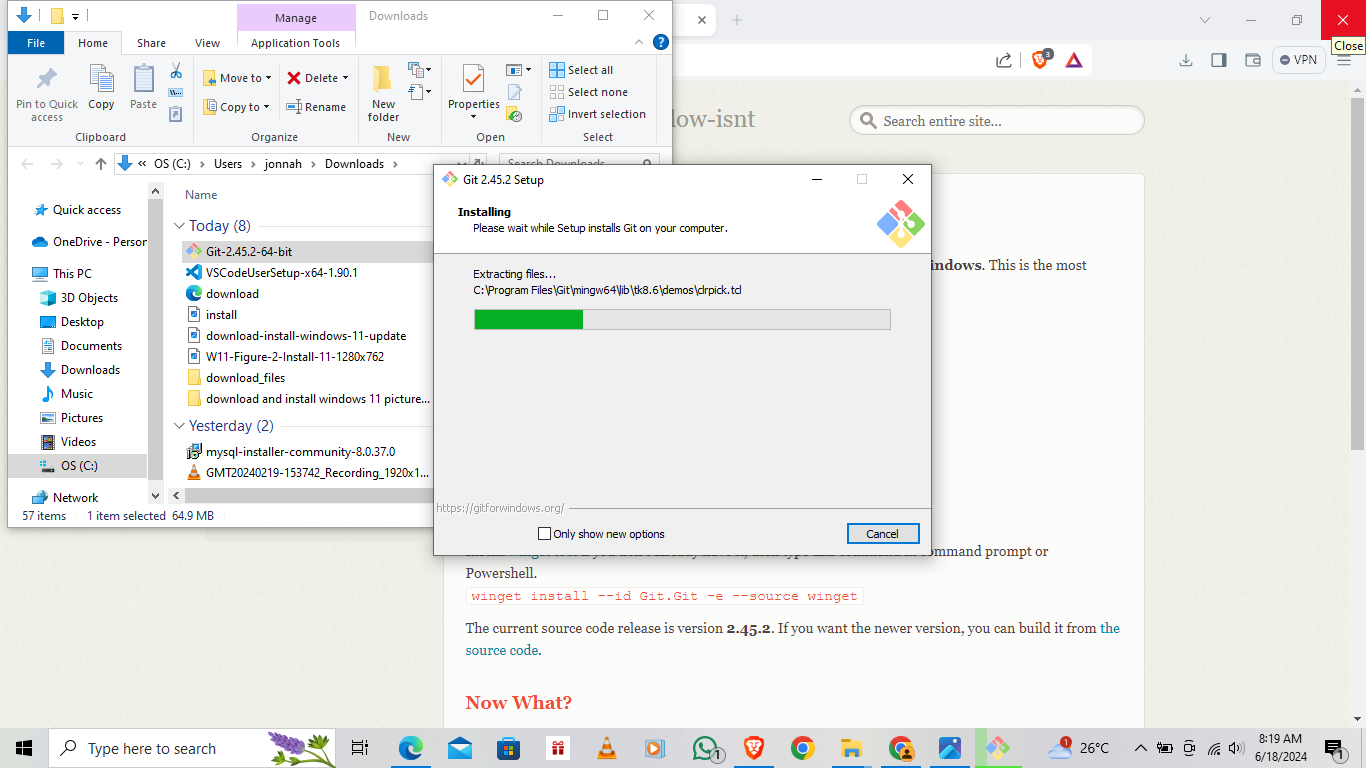 Manage
Downloads
File
Home
Share
View
Application Tools
Pin to Quick access
Copy
Paste
Move to
Copy to
Delete
Rename
New folder
Properties
Select all
Select none
Invert selection
Clipboard
Organize
New
Open
Select
3
VPN
Close
« OS (C:) > Users > jonnah > Downloads >
Search Downloads
low-isnt
Search entire site...
Quick access
OneDrive - Person
This PC
3D Objects
Desktop
Documents
Downloads
Music
Pictures
Videos
OS (C:)
Network
Name
Today (8)
Git-2.45.2-64-bit
VSCodeUserSetup-x64-1.90.1
download
install
download-install-windows-11-update
W11-Figure-2-Install-11-1280x762
download_files
download and install windows 11 picture...
Yesterday (2)
mysql-installer-community-8.0.37.0
GMT20240219-153742_Recording_1920x1...
57 items
1 item selected 64.9 MB
Git 2.45.2 Setup
Installing
Please wait while Setup installs Git on your computer.
Extracting files...
C:\Program Files\Git\mingw64\lib\tk8.6\demos\clrpick.tcl
https://gitforwindows.org/
Only show new options
Cancel
indows. This is the most
command prompt or
Powershell.
winget install --id Git.Git -e --source winget
The current source code release is version 2.45.2. If you want the newer version, you can build it from the
source code.
Now What?
Type here to search
1
1
26°C
8:19 AM
6/18/2024
1